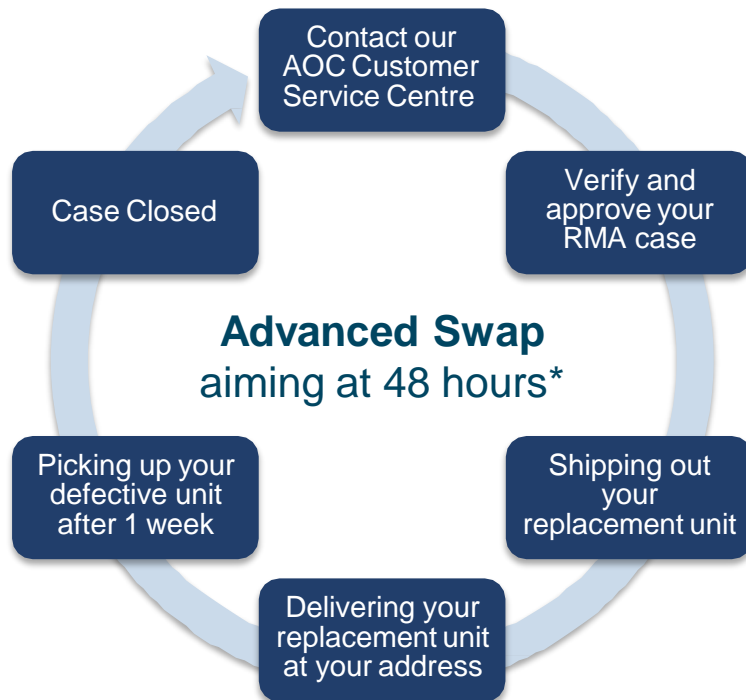 Contact our
AOC Customer
Service Centre
Verify and
approve your
RMA case
Shipping out
your
replacement unit
Delivering your
replacement unit
at your address
Picking up your
defective unit
after 1 week
Case Closed
Advanced Swap
aiming at 48 hours*